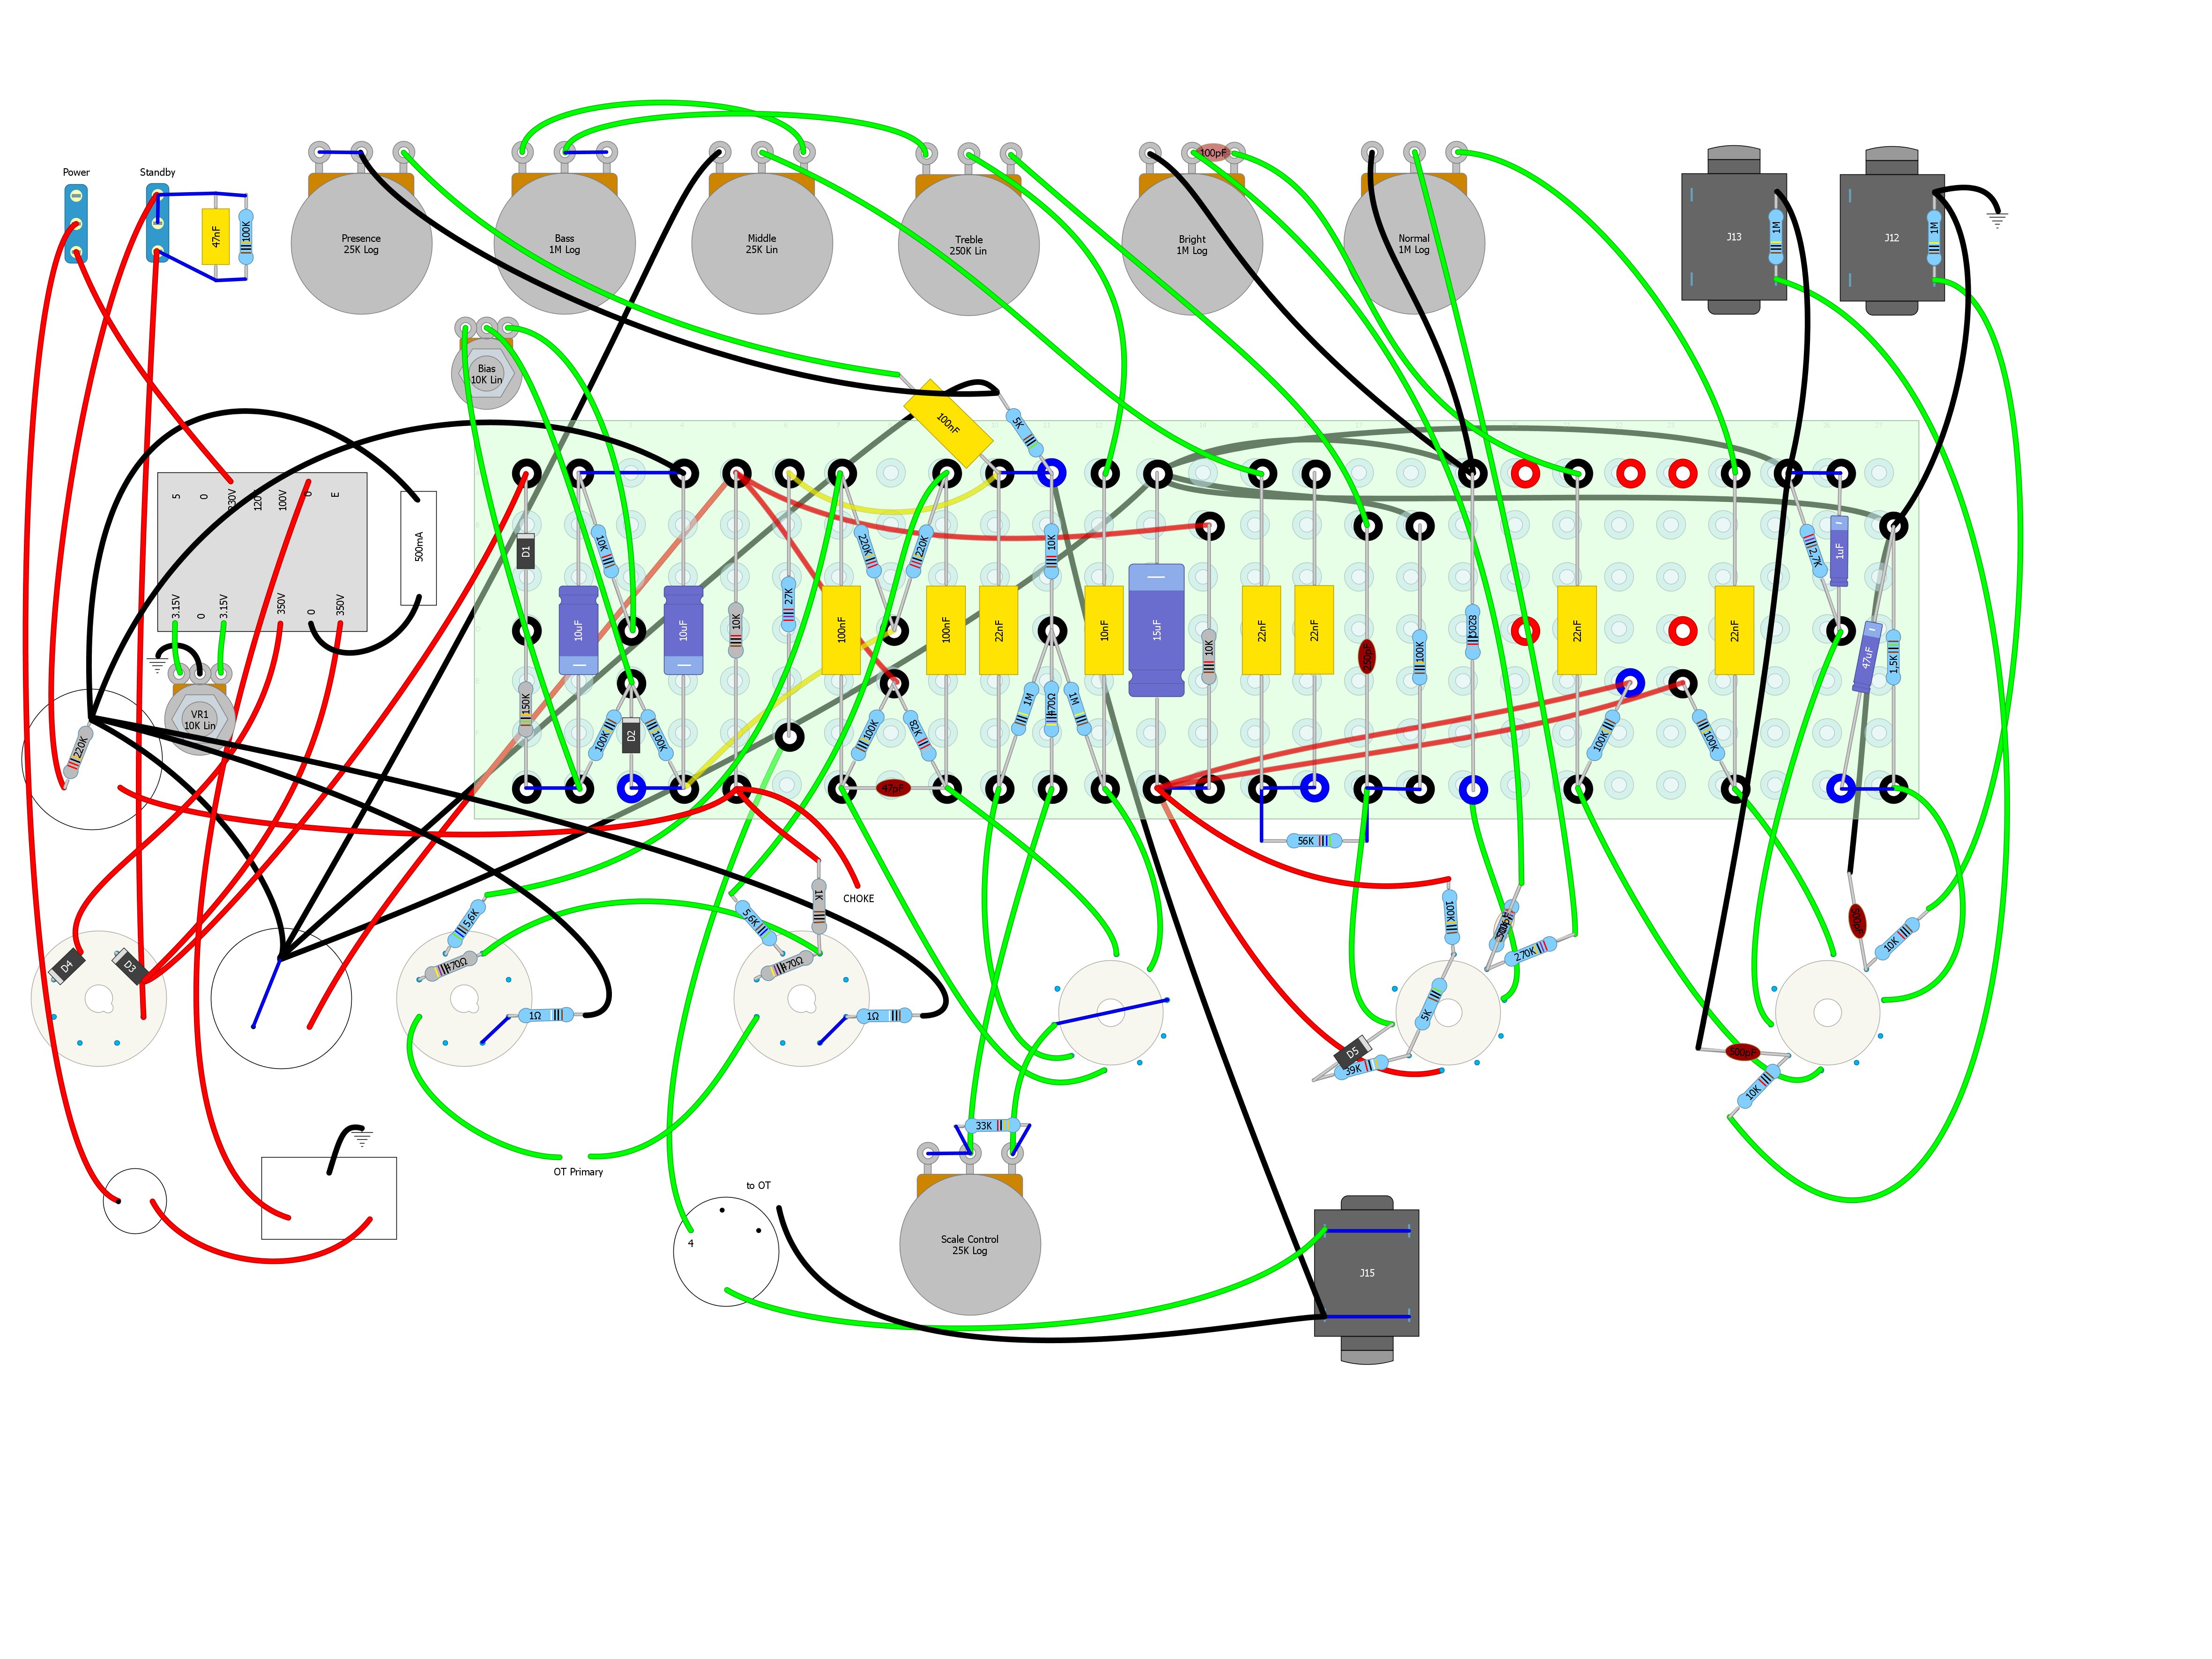 Power
Standby
47nF
100K
Presence
25K Log
Bass
1M Log
Middle
25K Lin
Treble
250K Lin
100pF
Bright
1M Log
Normal
1M Log
J13
1M
J12
1M
Bias
10K Lin
100nF
5K
5
0
230V
120V
100V
0
E
3.15V
0
3.15V
350V
0
350V
500mA
D1
10K
220K
220K
10K
2,7K
1uF
10uF
10uF
10K
27K
100nF
100nF
22nF
10nF
15uF
10K
22nF
22nF
250pF
100K
820Ω
22nF
22nF
47uF
1,5K
150K
100K
D2
100K
100K
82K
1M
470Ω
1M
100K
100K
VR1
10K Lin
220K
47pF
56K
CHOKE
1K
5,6K
5,6K
470Ω
470Ω
100K
270K
500pF
10K
D4
D3
1Ω
1Ω
5K
D5
39K
500pF
10K
33K
OT Primary
to OT
4
Scale Control
25K Log
J15